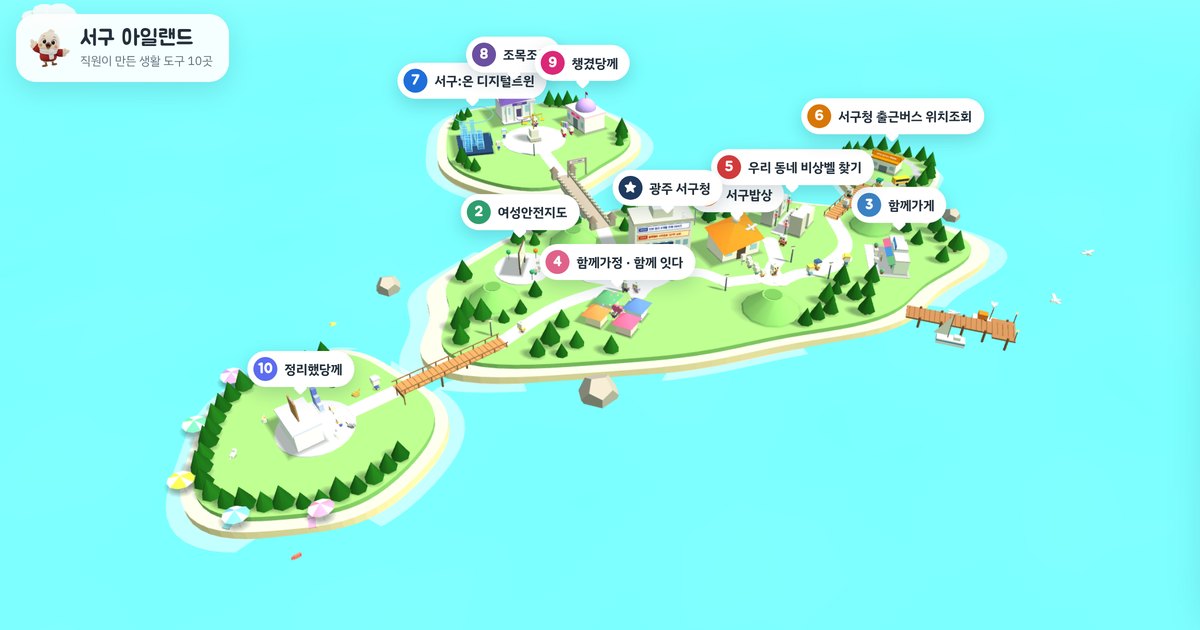 서구 아일랜드
직원이 만든 생활 도구 10곳
8 조목조
9 챙겼당께
7 서구:온 디지털트윈
6 서구청 출근버스 위치조회
5 우리 동네 비상벨 찾기
광주 서구청
서구밥상
3 함께가게
2 여성안전지도
4 함께가정 · 함께 잇다
10 정리했당께